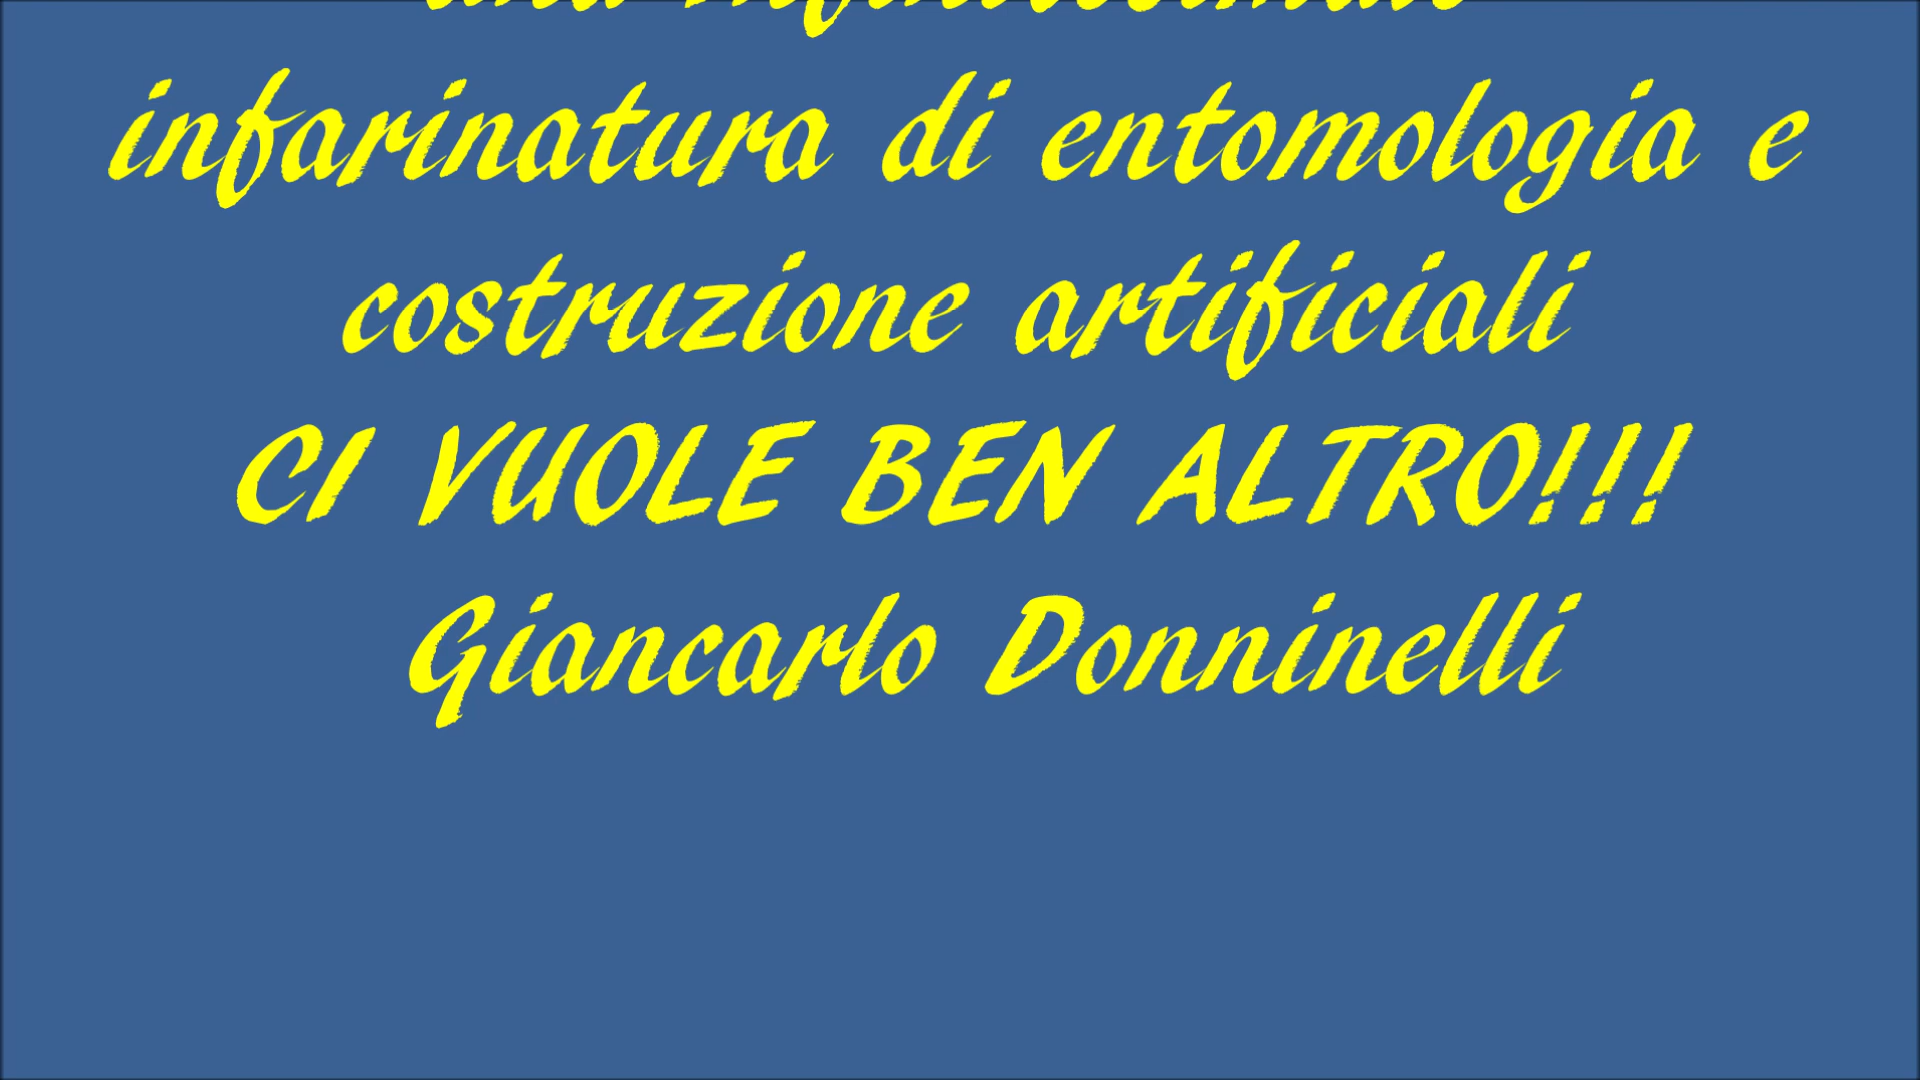 infarinatura di entomologia e
costruzione artificiali
CI VUOLE BEN ALTRO!!!
Giancarlo Donninelli